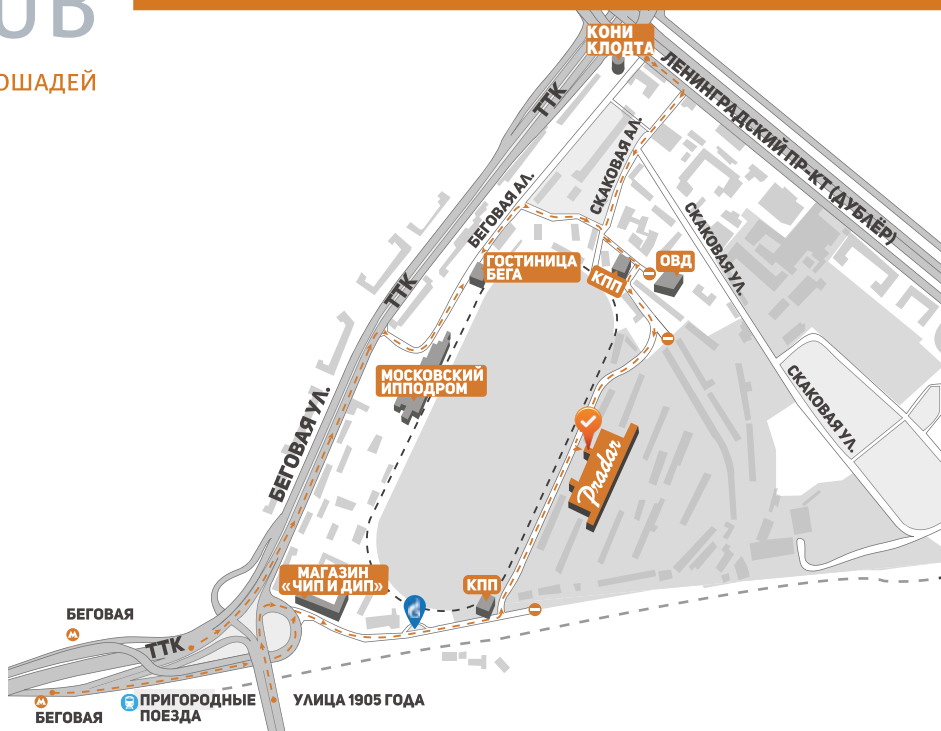 ОШАДЕЙ
КОНИ
КЛОДТА
ЛЕНИНГРАДСКИЙ ПР-КТ (ДУБЛЁР)
ТТК
СКАКОВАЯ АЛ.
БЕГОВАЯ АЛ.
СКАКОВАЯ УЛ.
ГОСТИНИЦА
БЕГА
КПП
ОВД
ТТК
МОСКОВСКИЙ
ИППОДРОМ
СКАКОВАЯ УЛ.
БЕГОВАЯ УЛ.
Pradar
МАГАЗИН
«ЧИП И ДИП»
КПП
БЕГОВАЯ
ТТК
ПРИГОРОДНЫЕ
ПОЕЗДА
УЛИЦА 1905 ГОДА
БЕГОВАЯ